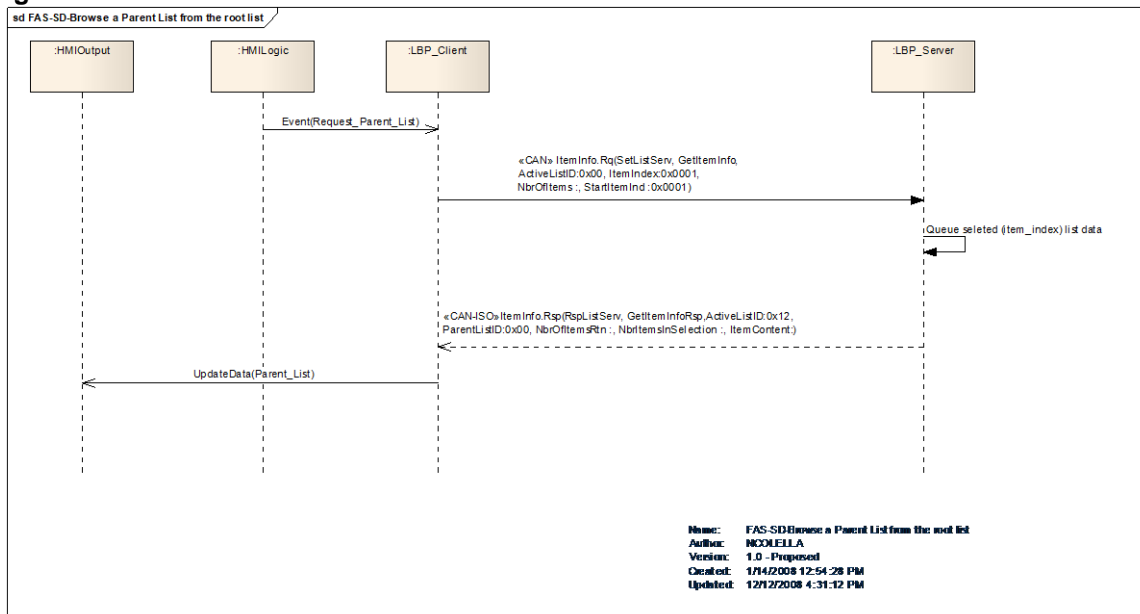 sd FAS-SD-Browse a Parent List from the root list
:HMIOutput
:HMILogic
:LBP_Client
:LBP_Server
Event(Request_Parent_List)
«CAN» ItemInfo.Rq(SetListServ, GetItemInfo,
ActiveListID:0x00, ItemIndex:0x0001,
NbrOfItems :, StartItemInd :0x0001)
Queue seleted (item_index) list data
«CAN-ISO»ItemInfo.Rsp(RspListServ, GetItemInfoRsp,ActiveListID:0x12,
ParentListID:0x00, NbrOfItemsRtn :, NbrItemsInSelection :, ItemContent:)
UpdateData(Parent_List)
Name: FAS-SD-Browse a Parent List from the root list
Author: NCOLELLA
Version: 1.0 - Proposed
Created: 1/14/2008 12:54:28 PM
Updated: 12/12/2008 4:31:12 PM